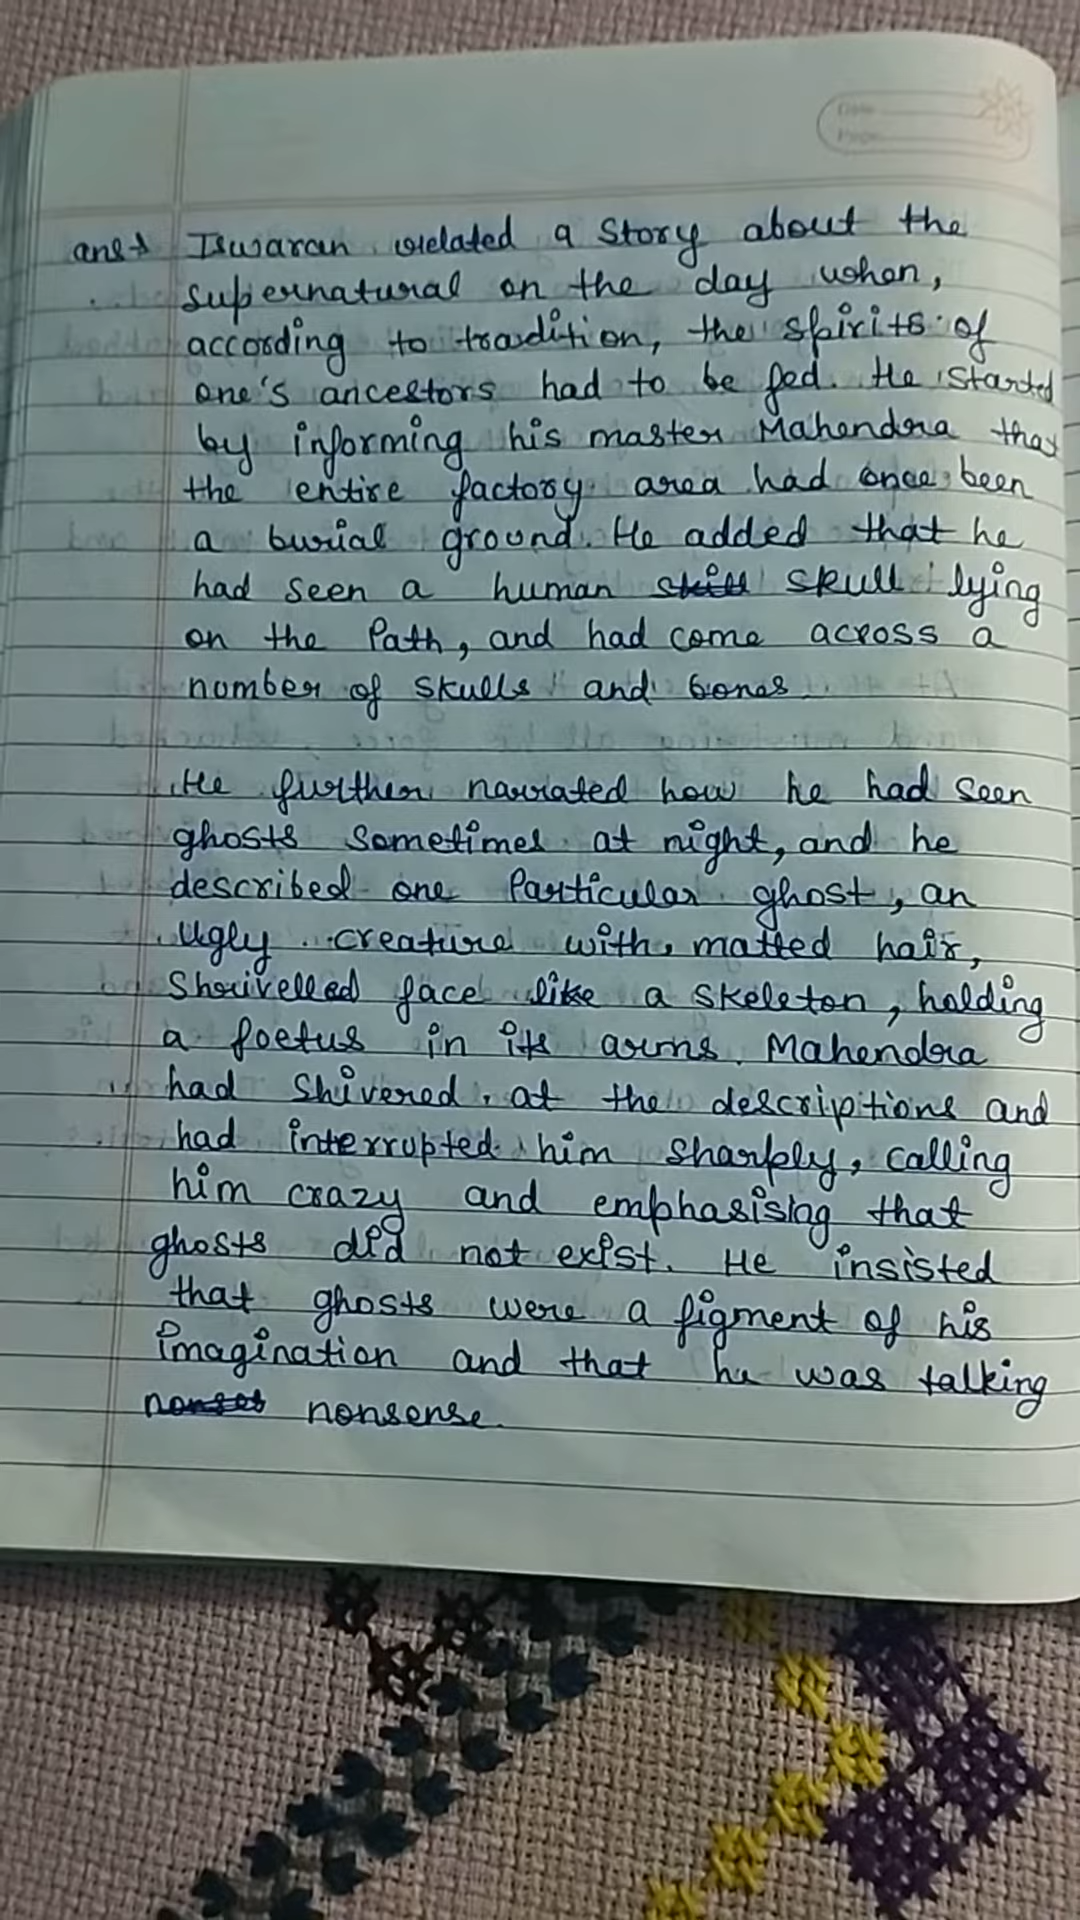 Date
Page
ans→ Iswaran related a Story about the
supernatural on the day when,
according to tradition, the spirits of
one's ancestors had to be fed. He started
by informing his master Mahendra that
the entire factory area had once been
a burial ground. He added that he
had seen a human skill skull lying
on the Path, and had come across a
number of skulls and bones.
He further narrated how he had seen
ghosts sometimes at night, and he
described one Particular ghost, an
Ugly creature with matted hair,
Shrivelled face like a skeleton, holding
a foetus in its arms. Mahendra
had shivered at the descriptions and
had interrupted him sharply, calling
him crazy and emphasising that
ghosts did not exist. He insisted
that ghosts were a figment of his
imagination and that he was talking
nonset nonsense.